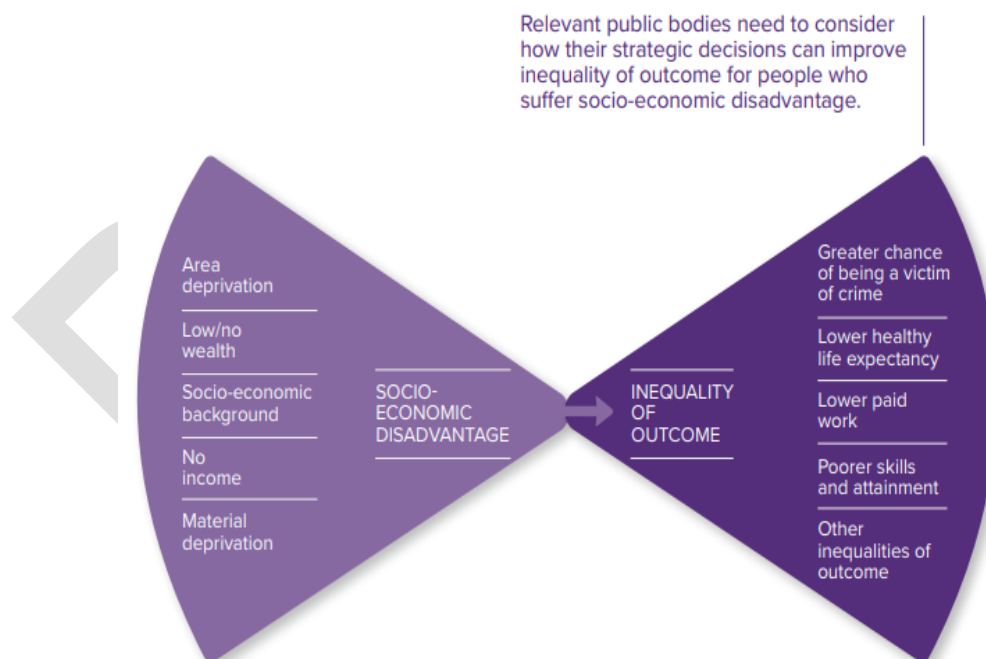 Relevant public bodies need to consider
how their strategic decisions can improve
inequality of outcome for people who
suffer socio-economic disadvantage.
Area
deprivation
Low/no
wealth
Socio-economic
background
No
income
Material
deprivation
SOCIO-
ECONOMIC
DISADVANTAGE
INEQUALITY
OF
OUTCOME
Greater chance
of being a victim
of crime
Lower healthy
life expectancy
Lower paid
work
Poorer skills
and attainment
Other
inequalities of
outcome